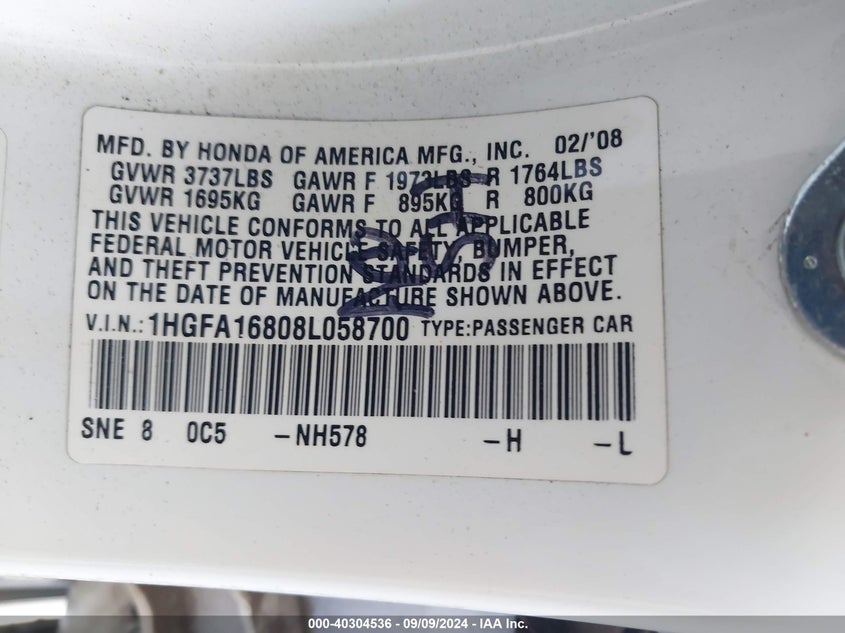 MFD. BY HONDA OF AMERICA MFG., INC. 02/'08
GVWR 3737LBS GAWR F 1973LBS R 1764LBS
GVWR 1695KG GAWR F 895KG R 800KG
THIS VEHICLE CONFORMS TO ALL APPLICABLE
FEDERAL MOTOR VEHICLE SAFETY, BUMPER,
AND THEFT PREVENTION STANDARDS IN EFFECT
ON THE DATE OF MANUFACTURE SHOWN ABOVE.
V.I.N.: 1HGFA16808L058700 TYPE:PASSENGER CAR
SNE 8 0C5 -NH578 -H -L
000-40304536 - 09/09/2024 - IAA Inc.